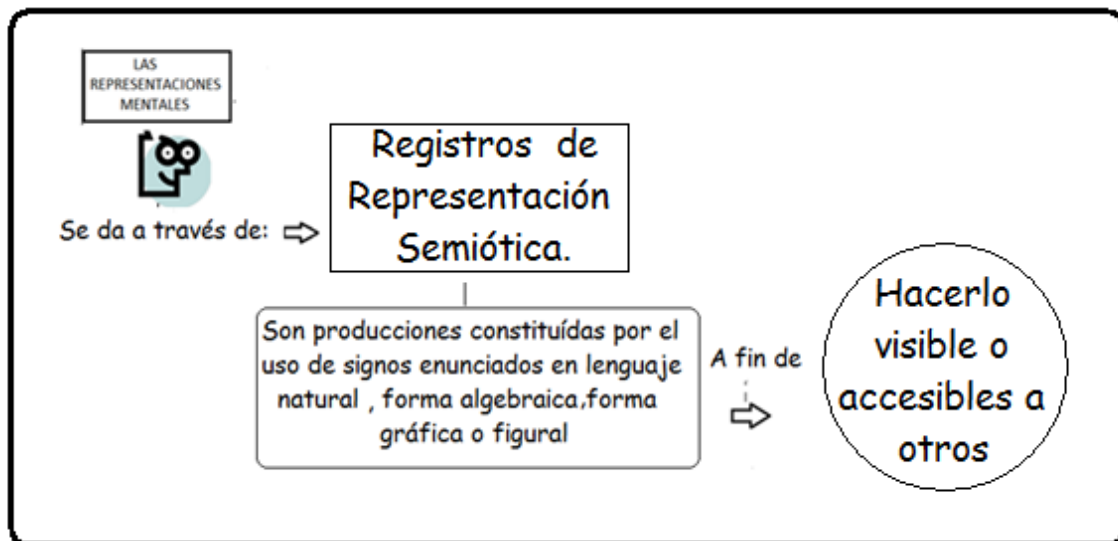 LAS
REPRESENTACIONES
MENTALES
Se da a través de:
Registros de
Representación
Semiótica.
Son producciones constituídas por el
uso de signos enunciados en lenguaje
natural , forma algebraica,forma
gráfica o figural
A fin de
Hacerlo
visible o
accesibles a
otros